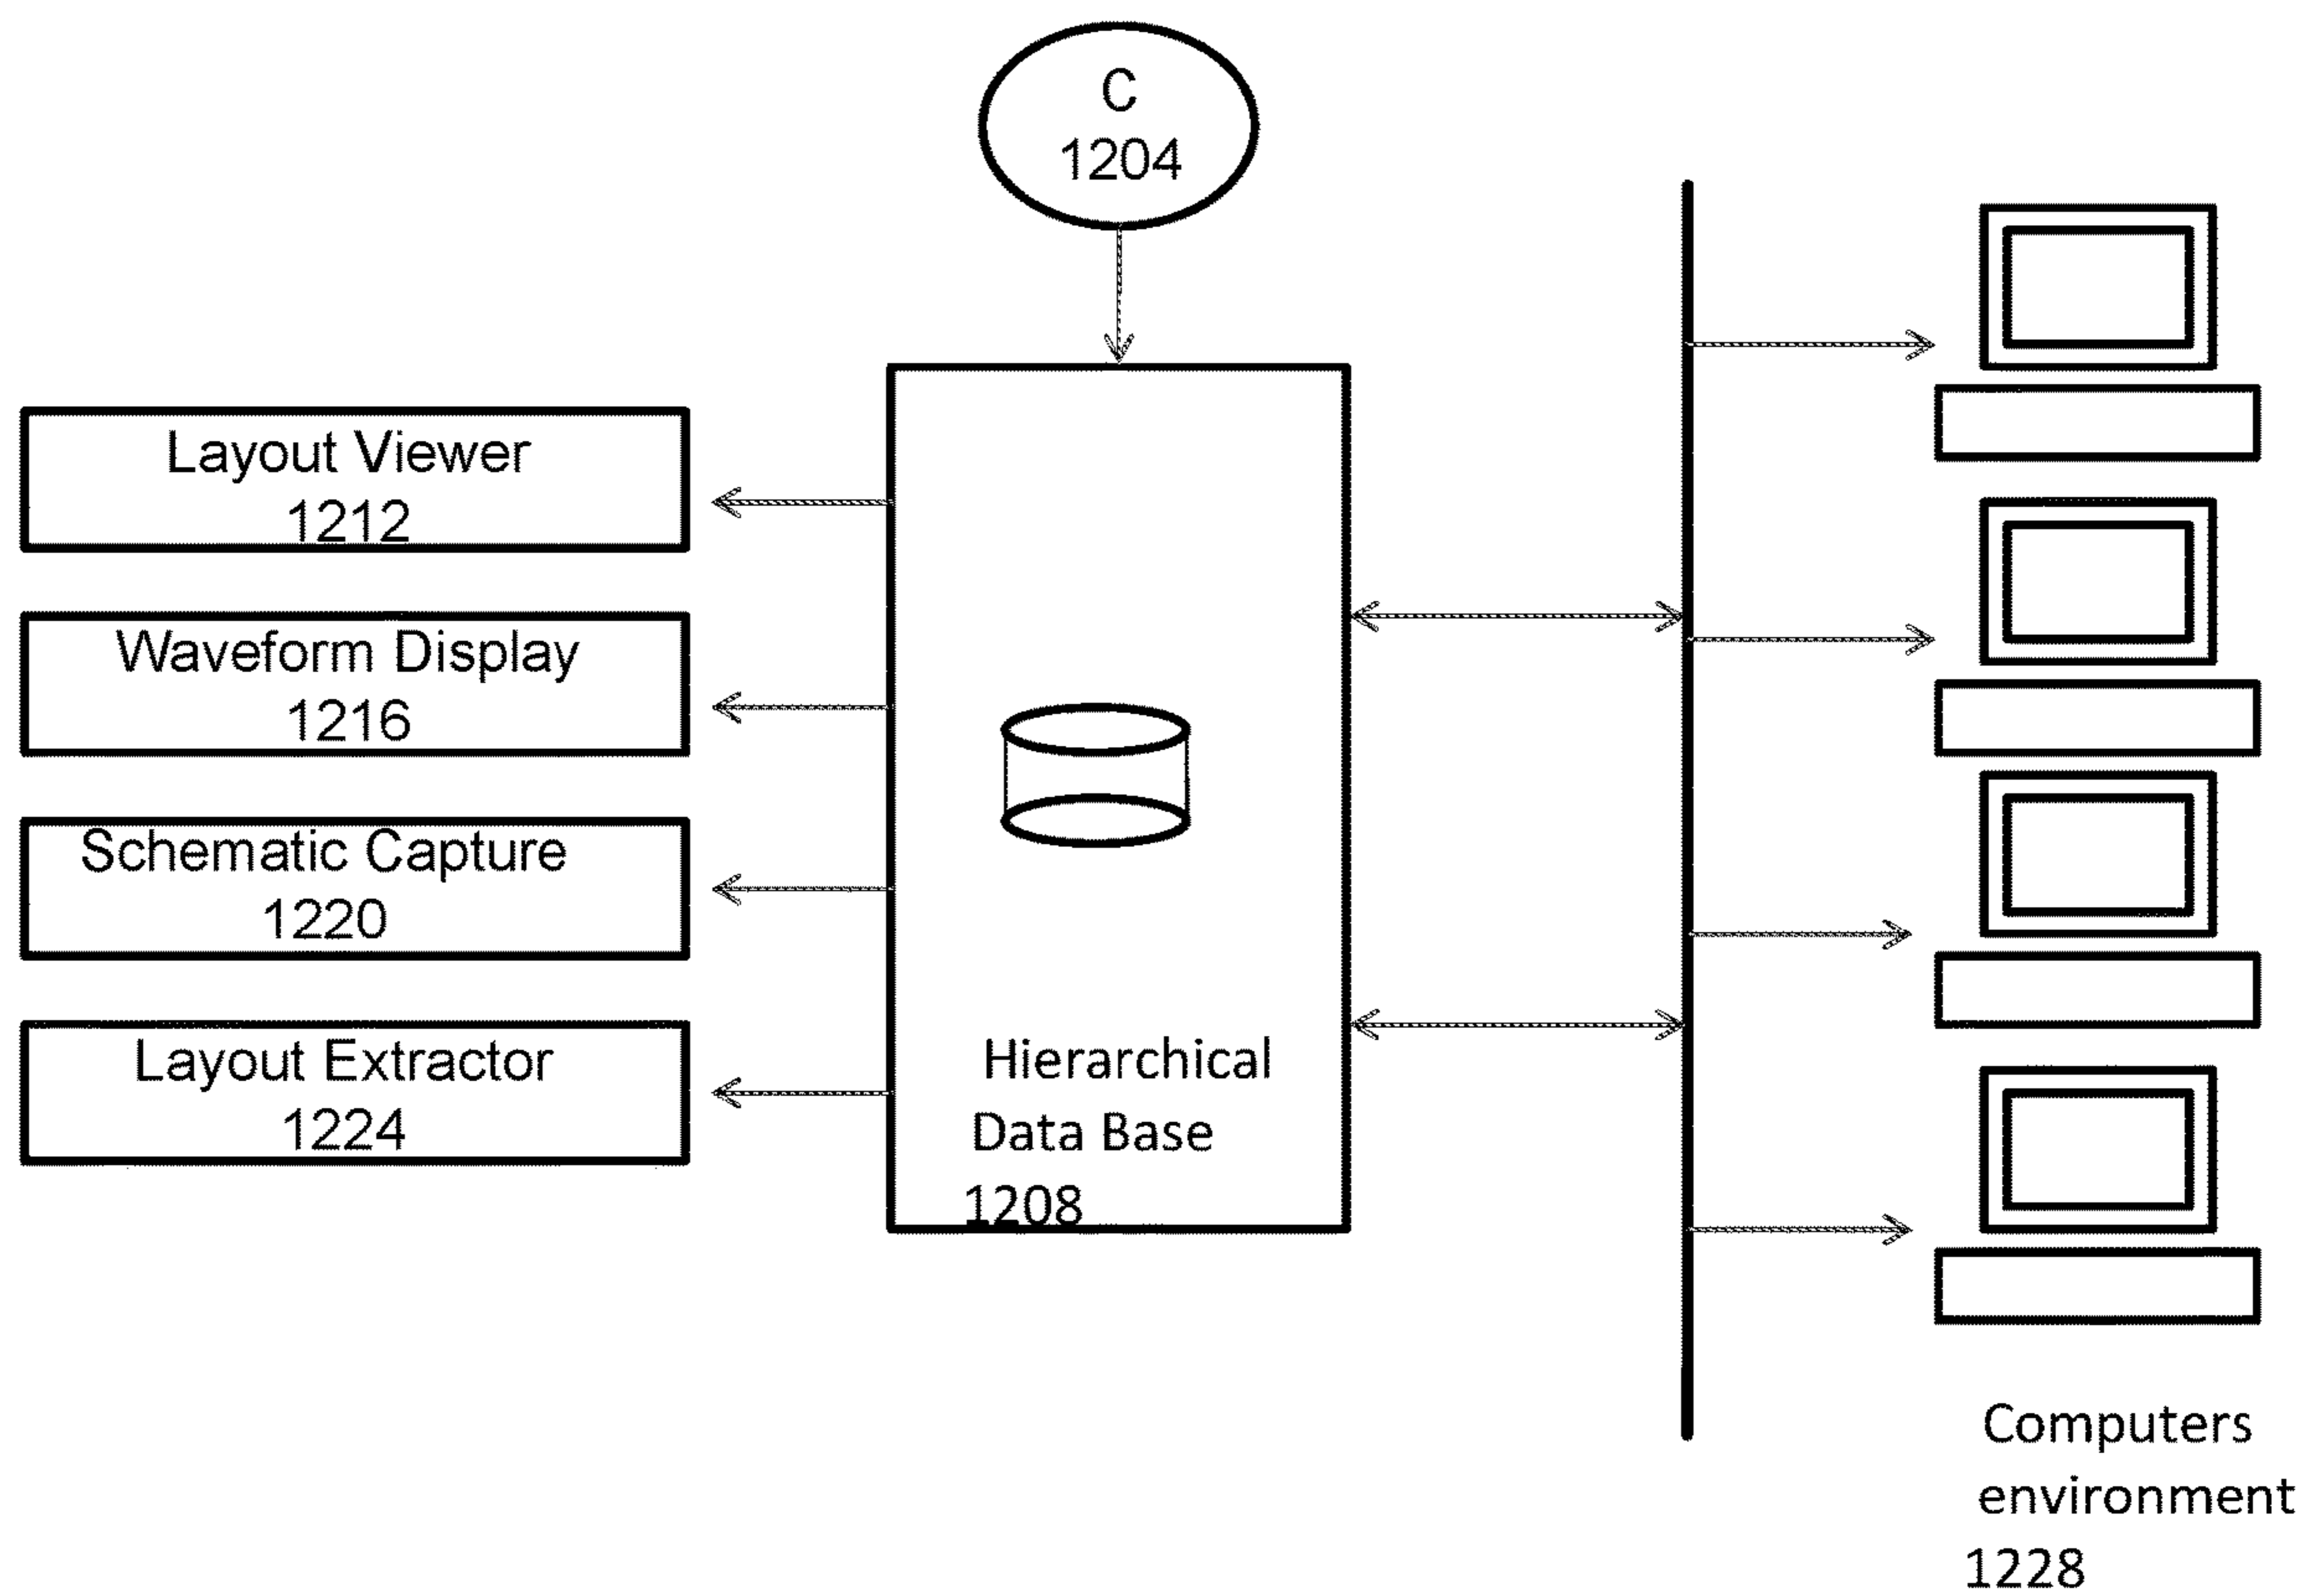 C
1204
Layout Viewer
1212
Waveform Display
1216
Schematic Capture
1220
Layout Extractor
1224
Hierarchical
Data Base
1208
Computers
environment
1228